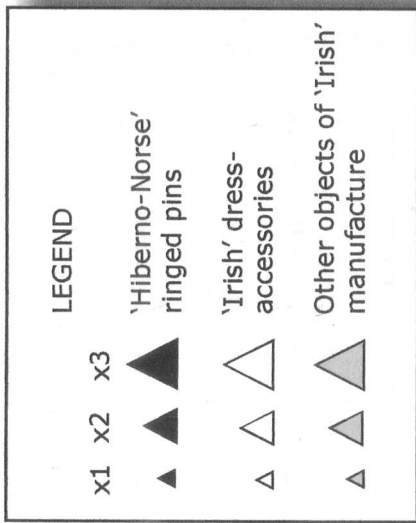 LEGEND
x1 x2 x3
‘Hiberno-Norse’
ringed pins
‘Irish’ dress-
accessories
Other objects of ‘Irish’
manufacture